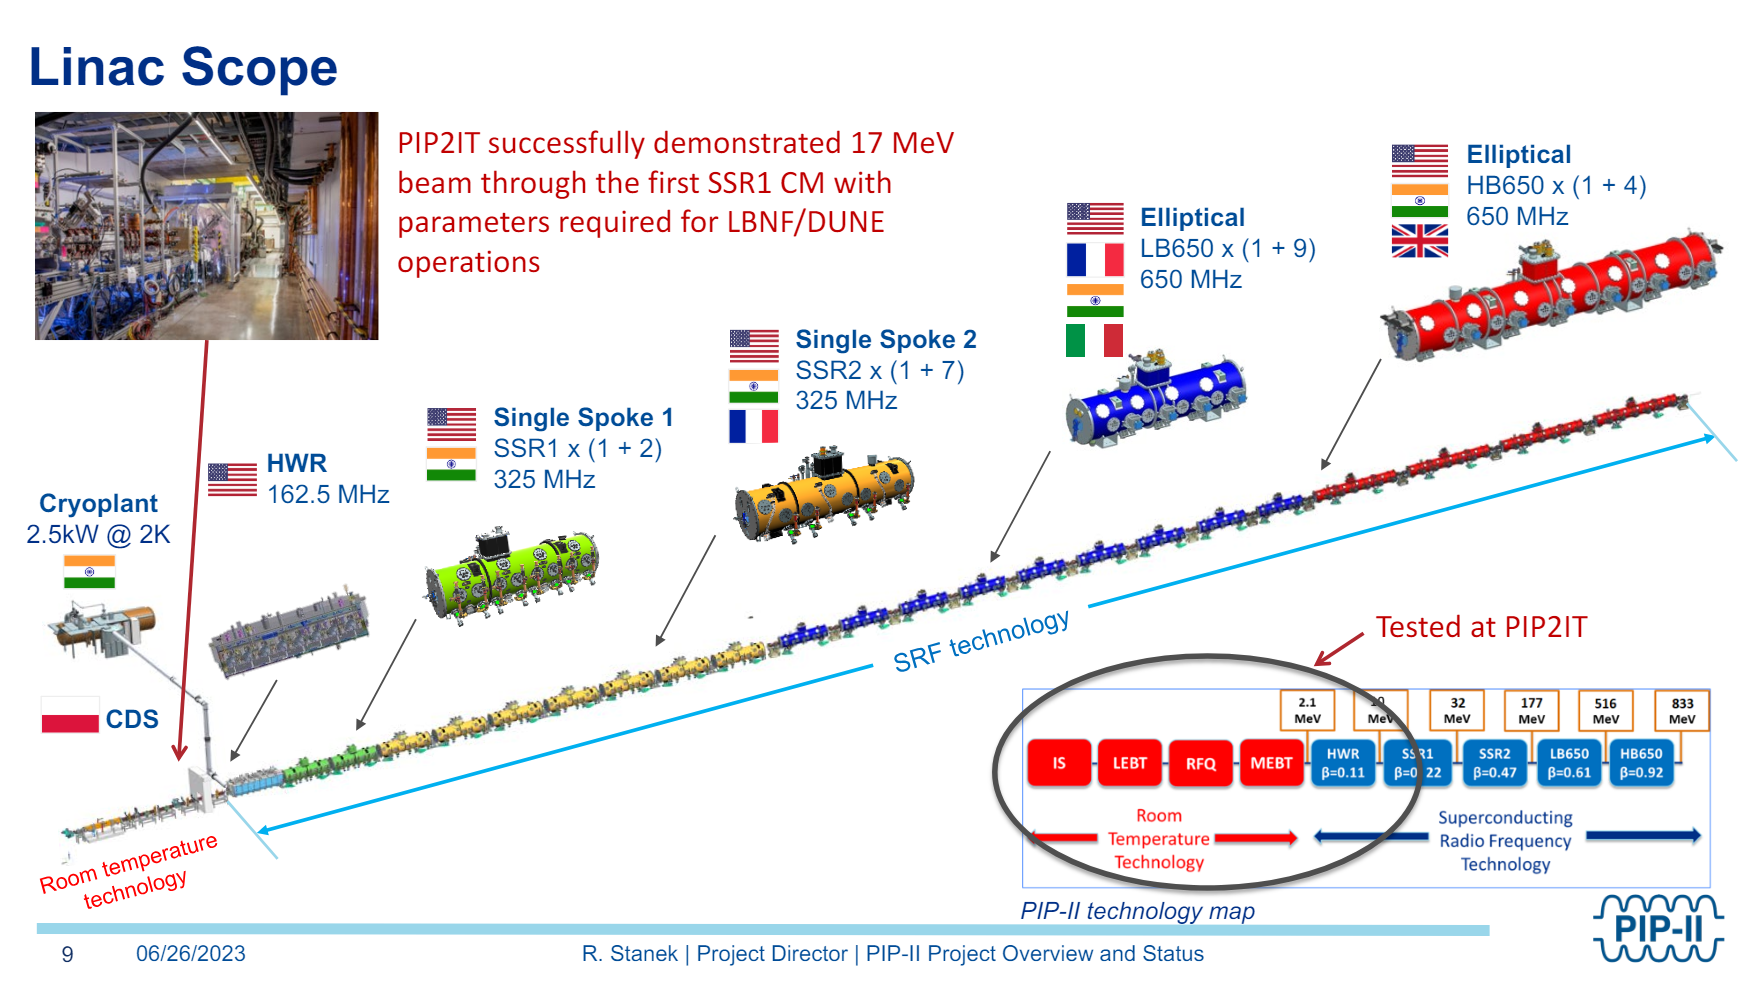 Linac Scope
PIP2IT successfully demonstrated 17 MeV
beam through the first SSR1 CM with
parameters required for LBNF/DUNE
operations
Elliptical
HB650 x (1 + 4)
650 MHz
Elliptical
LB650 x (1 + 9)
650 MHz
Single Spoke 2
SSR2 x (1 + 7)
325 MHz
Single Spoke 1
SSR1 x (1 + 2)
325 MHz
HWR
162.5 MHz
Cryoplant
2.5kW @ 2K
CDS
SRF technology
Room temperature
technology
Tested at PIP2IT
2.1
MeV
10
MeV
32
MeV
177
MeV
516
MeV
833
MeV
IS
LEBT
RFQ
MEBT
HWR
β=0.11
SSR1
β=0.22
SSR2
β=0.47
LB650
β=0.61
HB650
β=0.92
Room
Temperature
Technology
Superconducting
Radio Frequency
Technology
PIP-II technology map
PIP-II
9
06/26/2023
R. Stanek | Project Director | PIP-II Project Overview and Status